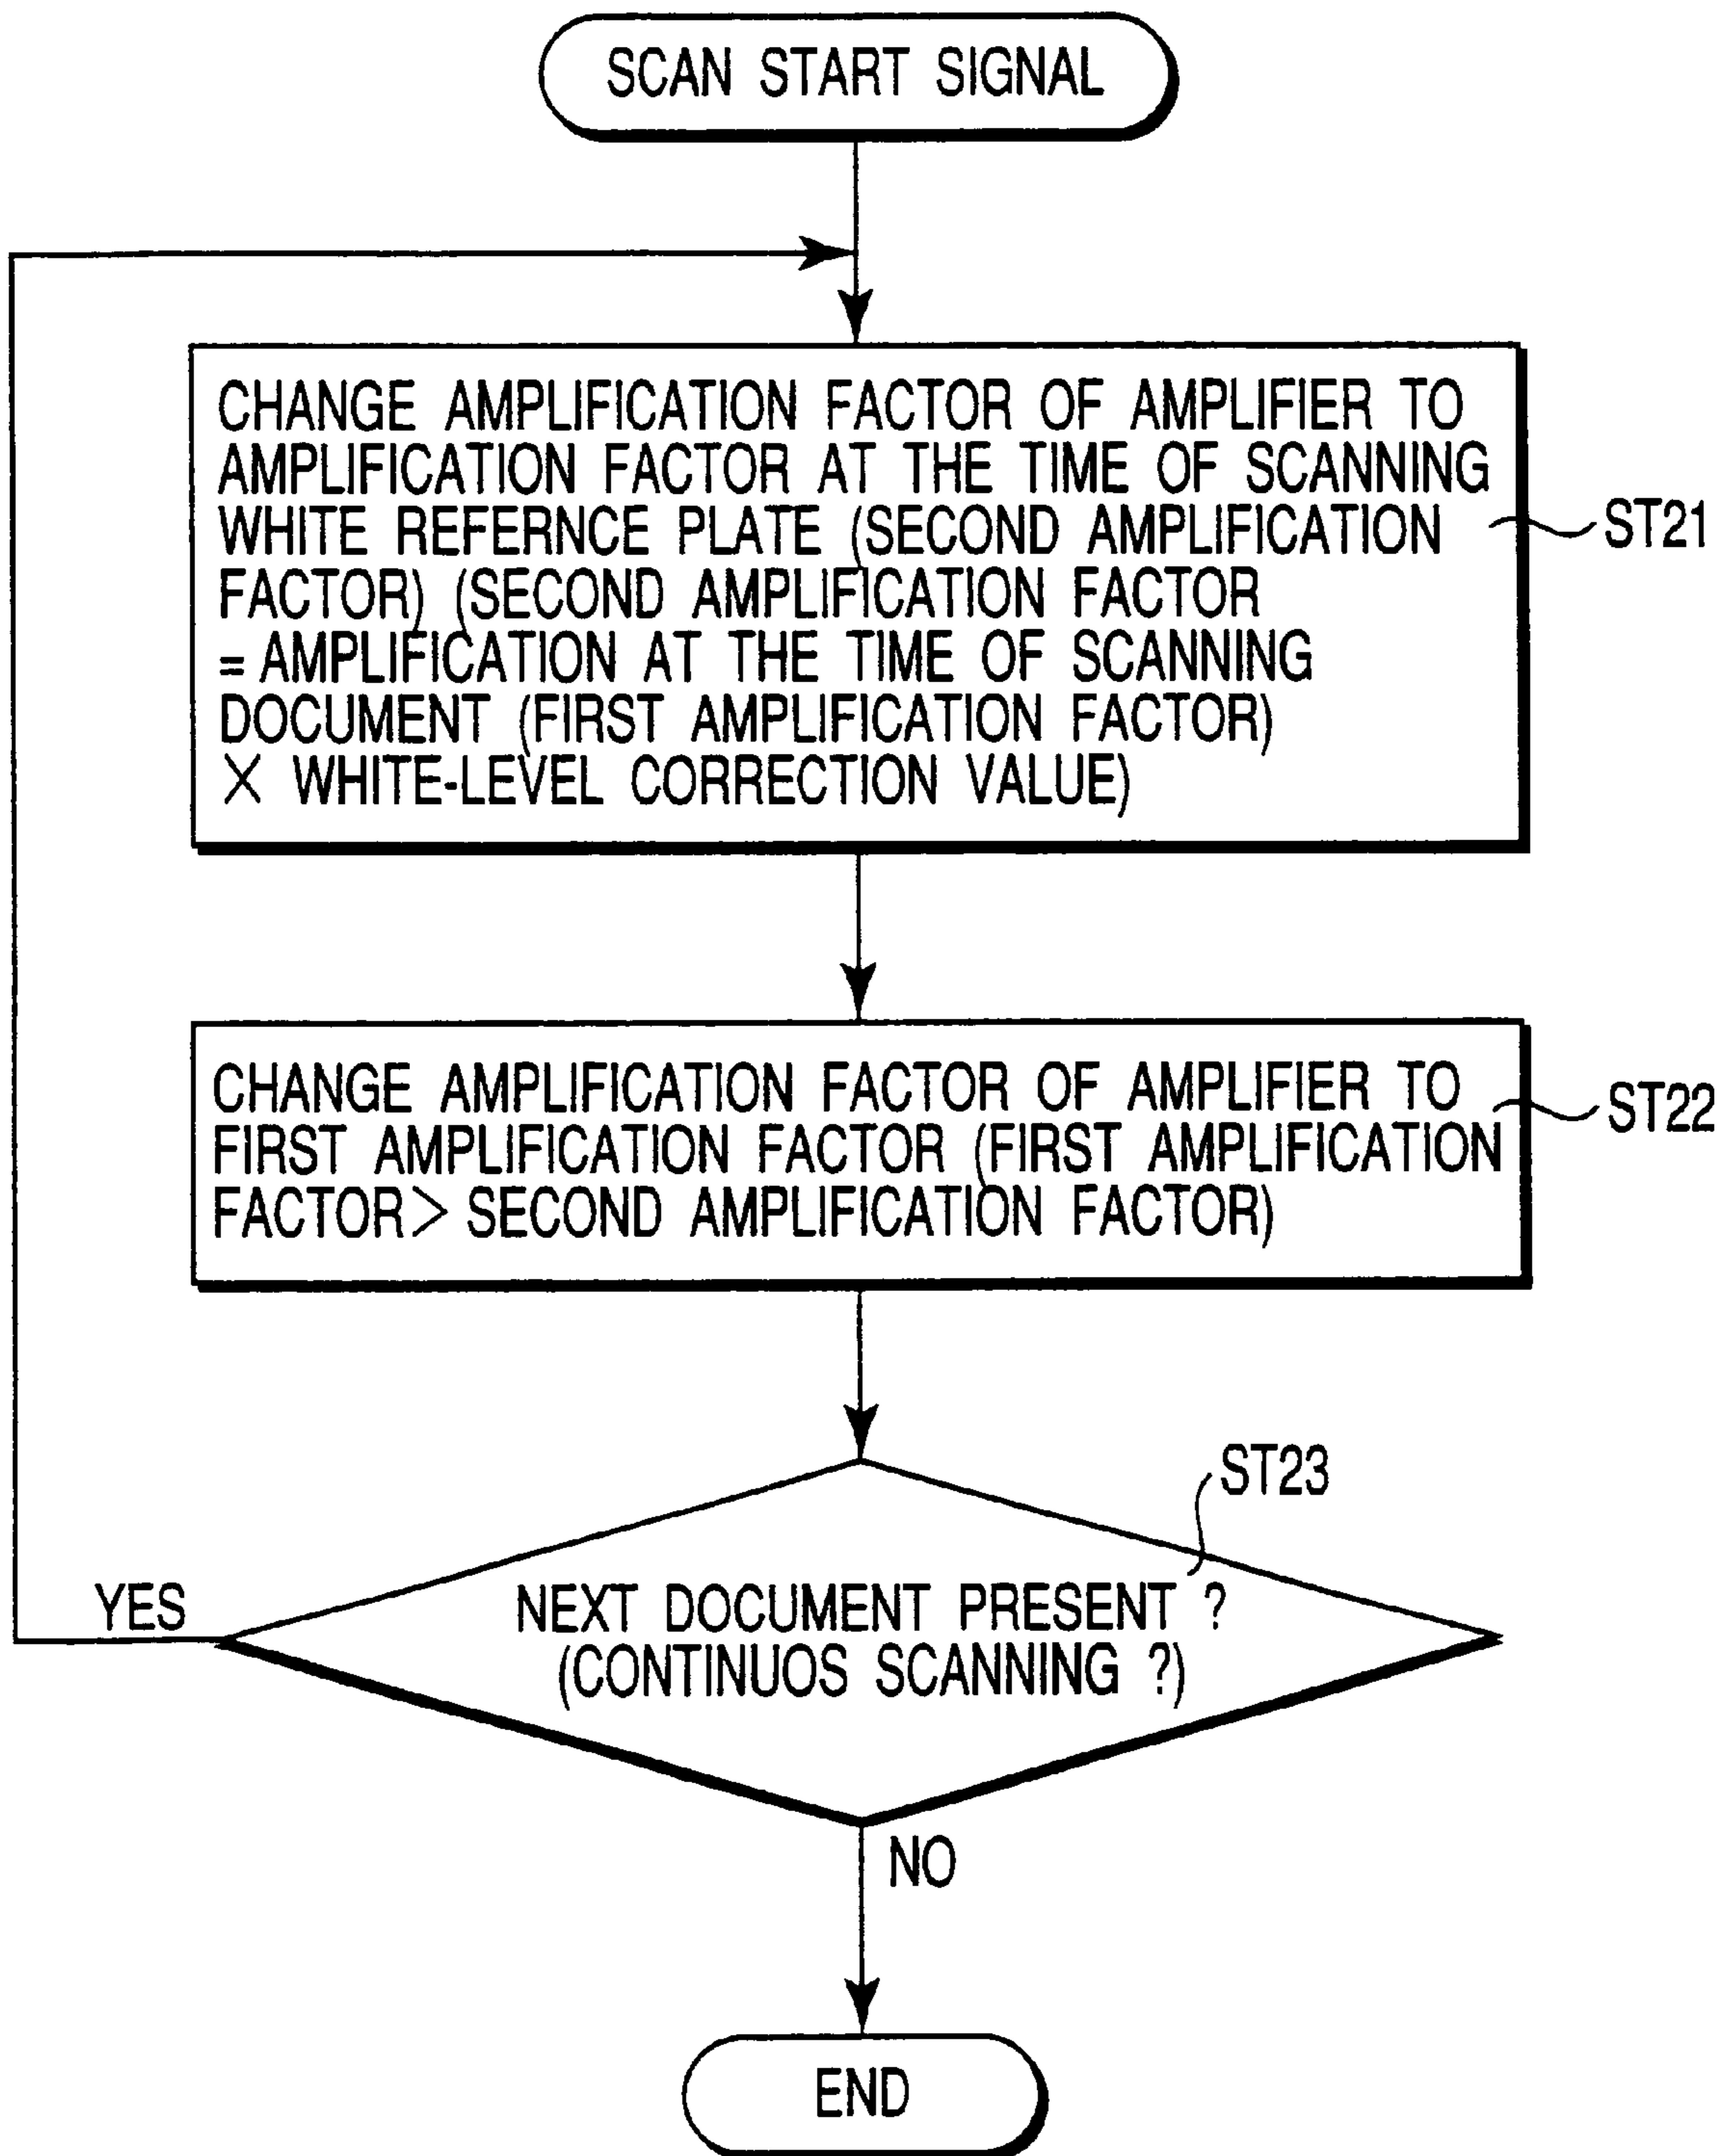 SCAN START SIGNAL
CHANGE AMPLIFICATION FACTOR OF AMPLIFIER TO
AMPLIFICATION FACTOR AT THE TIME OF SCANNING
WHITE REFERNCE PLATE (SECOND AMPLIFICATION
FACTOR) (SECOND AMPLIFICATION FACTOR
= AMPLIFICATION AT THE TIME OF SCANNING
DOCUMENT (FIRST AMPLIFICATION FACTOR)
X WHITE-LEVEL CORRECTION VALUE)
ST21
CHANGE AMPLIFICATION FACTOR OF AMPLIFIER TO
FIRST AMPLIFICATION FACTOR (FIRST AMPLIFICATION
FACTOR > SECOND AMPLIFICATION FACTOR)
ST22
ST23
NEXT DOCUMENT PRESENT ?
(CONTINUOS SCANNING ?)
YES
NO
END